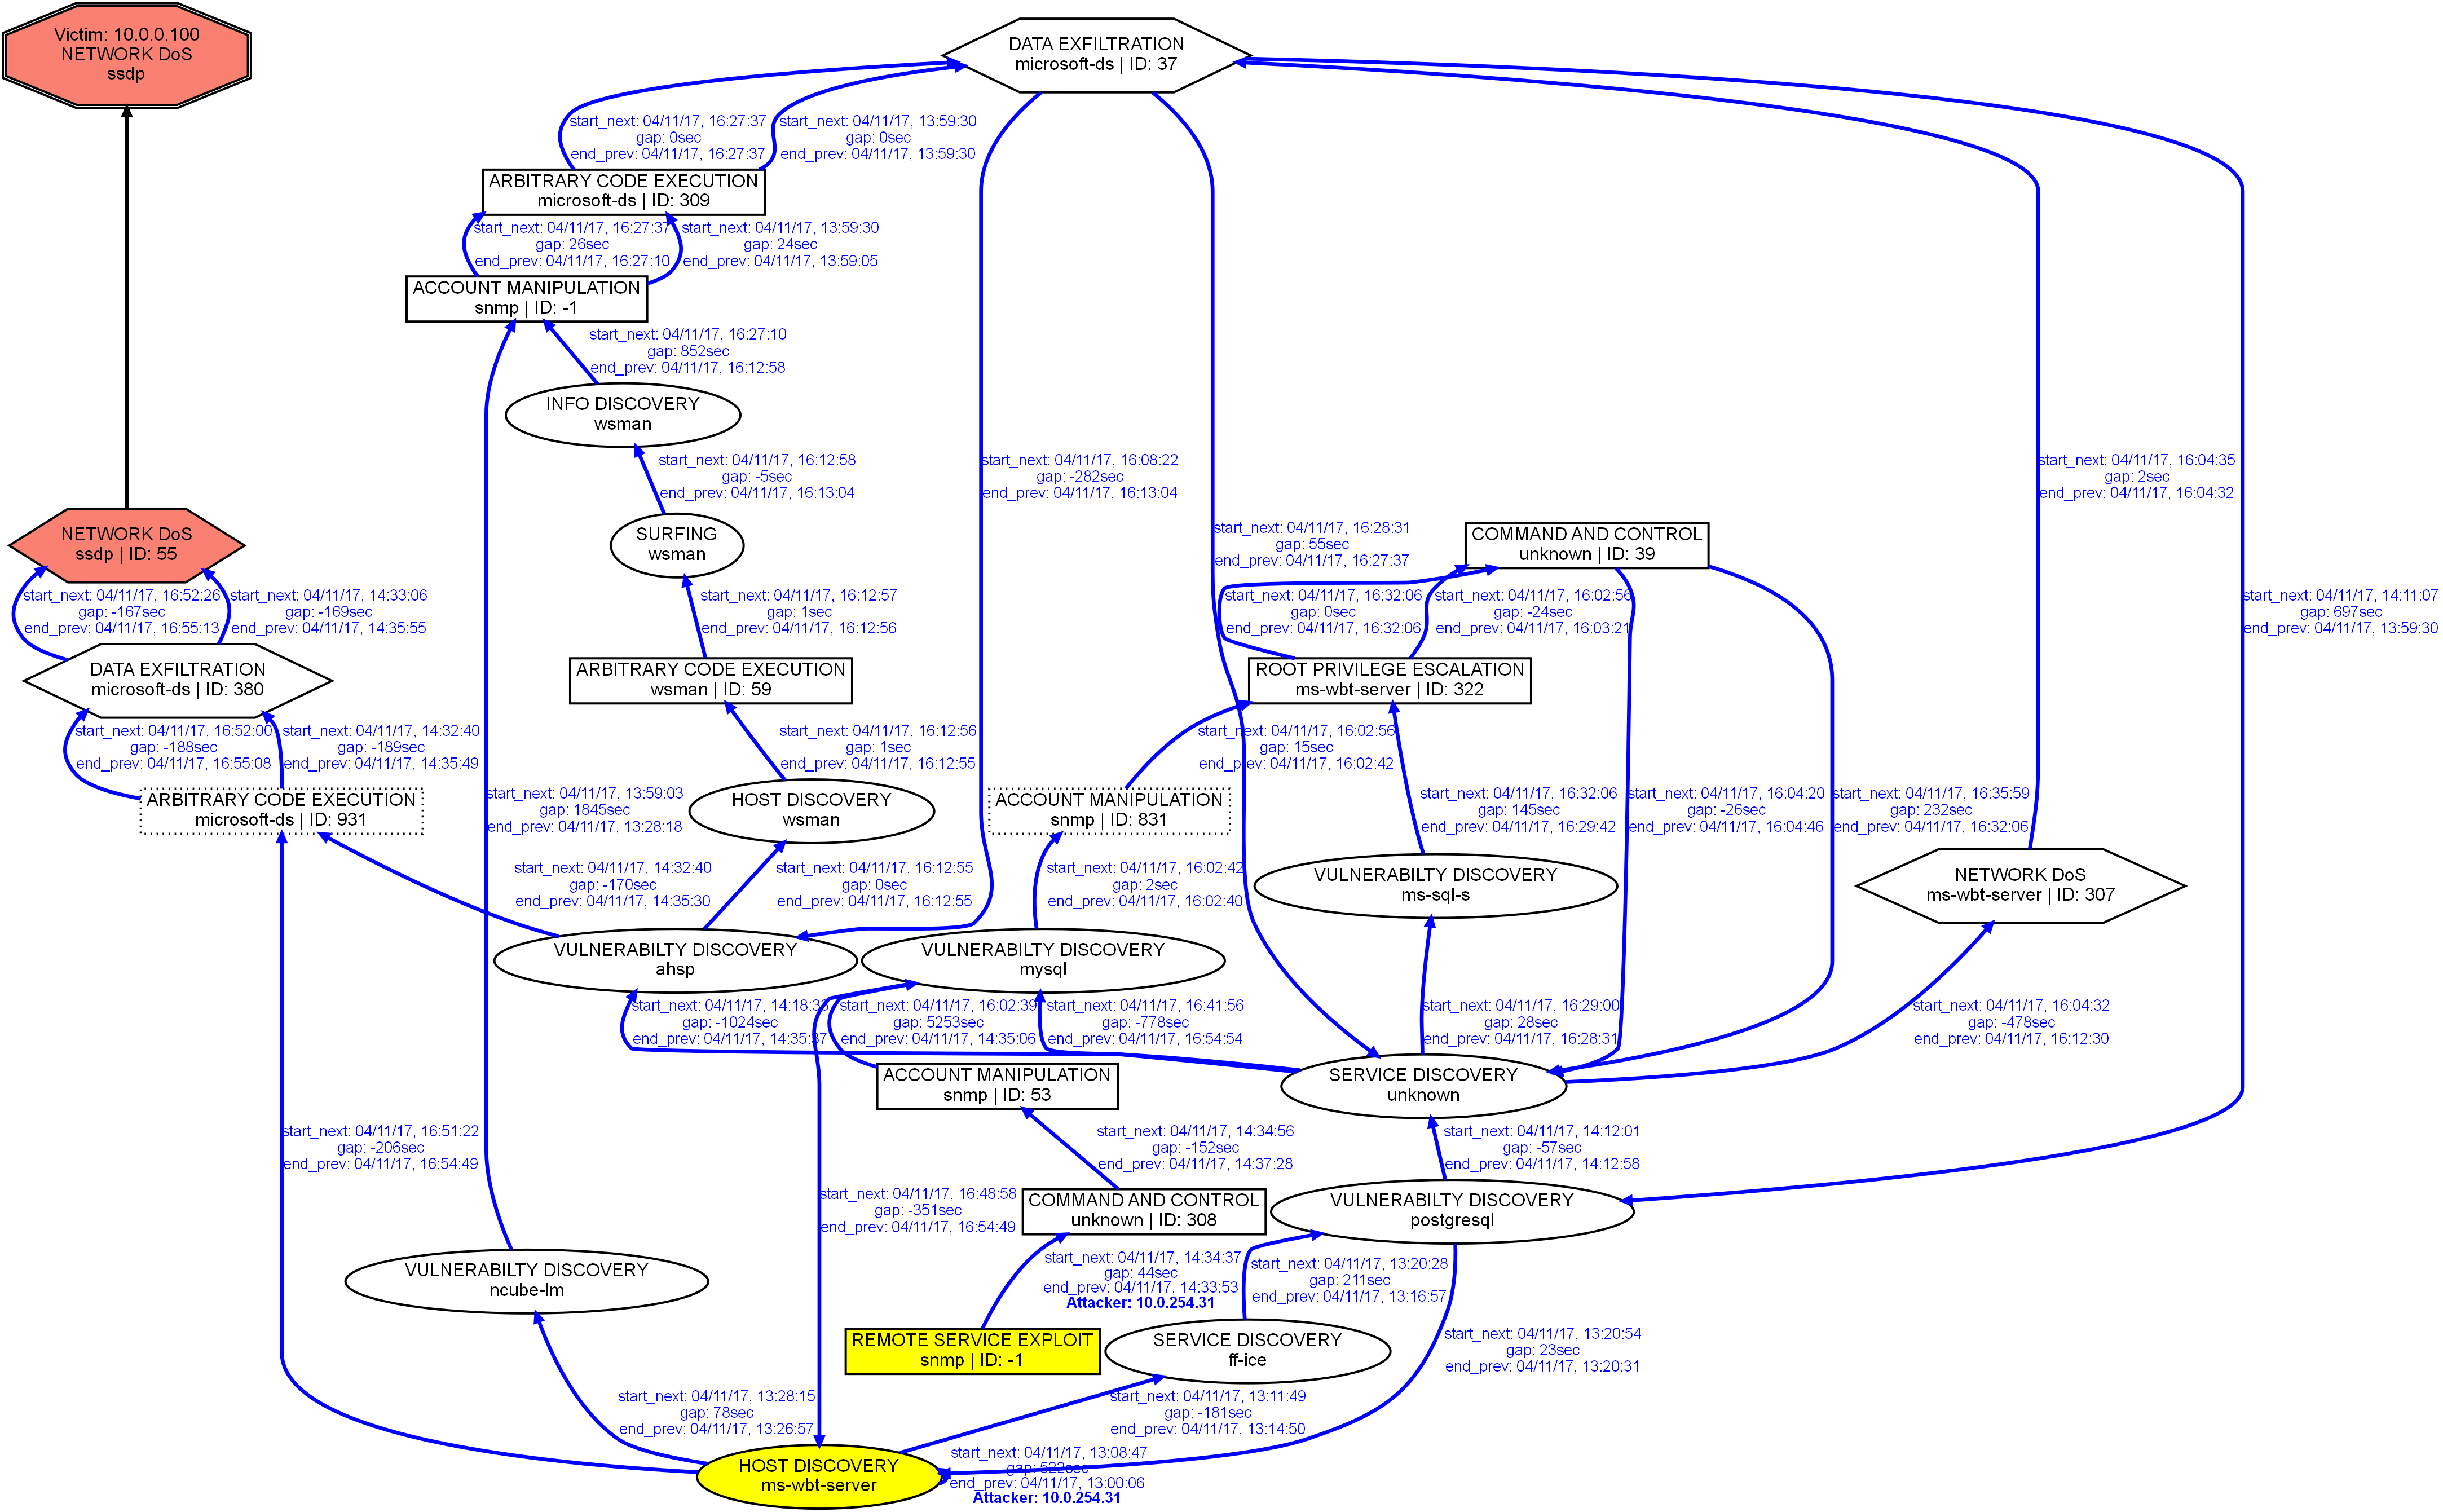 Victim: 10.0.0.100
NETWORK DoS
ssdp
DATA EXFILTRATION
microsoft-ds | ID: 37
start_next: 04/11/17, 16:27:37
gap: 0sec
end_prev: 04/11/17, 16:27:37
start_next: 04/11/17, 13:59:30
gap: 0sec
end_prev: 04/11/17, 13:59:30
ARBITRARY CODE EXECUTION
microsoft-ds | ID: 309
start_next: 04/11/17, 16:27:37
gap: 26sec
end_prev: 04/11/17, 16:27:10
start_next: 04/11/17, 13:59:30
gap: 24sec
end_prev: 04/11/17, 13:59:05
ACCOUNT MANIPULATION
snmp | ID: -1
start_next: 04/11/17, 16:27:10
gap: 852sec
end_prev: 04/11/17, 16:12:58
INFO DISCOVERY
wsman
start_next: 04/11/17, 16:12:58
gap: -5sec
end_prev: 04/11/17, 16:13:04
start_next: 04/11/17, 16:08:22
gap: -282sec
end_prev: 04/11/17, 16:13:04
start_next: 04/11/17, 16:04:35
gap: 2sec
end_prev: 04/11/17, 16:04:32
NETWORK DoS
ssdp | ID: 55
SURFING
wsman
start_next: 04/11/17, 16:28:31
gap: 55sec
end_prev: 04/11/17, 16:27:37
COMMAND AND CONTROL
unknown | ID: 39
start_next: 04/11/17, 16:52:26
gap: -167sec
end_prev: 04/11/17, 16:55:13
start_next: 04/11/17, 14:33:06
gap: -169sec
end_prev: 04/11/17, 14:35:55
start_next: 04/11/17, 16:12:57
gap: 1sec
end_prev: 04/11/17, 16:12:56
start_next: 04/11/17, 16:32:06
gap: 0sec
end_prev: 04/11/17, 16:32:06
start_next: 04/11/17, 16:02:56
gap: -24sec
end_prev: 04/11/17, 16:03:21
start_next: 04/11/17, 14:11:07
gap: 697sec
end_prev: 04/11/17, 13:59:30
DATA EXFILTRATION
microsoft-ds | ID: 380
ARBITRARY CODE EXECUTION
wsman | ID: 59
ROOT PRIVILEGE ESCALATION
ms-wbt-server | ID: 322
start_next: 04/11/17, 16:52:00
gap: -188sec
end_prev: 04/11/17, 16:55:08
start_next: 04/11/17, 14:32:40
gap: -189sec
end_prev: 04/11/17, 14:35:49
start_next: 04/11/17, 16:12:56
gap: 1sec
end_prev: 04/11/17, 16:12:55
start_next: 04/11/17, 16:02:56
gap: 15sec
end_prev: 04/11/17, 16:02:42
ARBITRARY CODE EXECUTION
microsoft-ds | ID: 931
start_next: 04/11/17, 13:59:03
gap: 1845sec
end_prev: 04/11/17, 13:28:18
HOST DISCOVERY
wsman
ACCOUNT MANIPULATION
snmp | ID: 831
start_next: 04/11/17, 16:32:06
gap: 145sec
end_prev: 04/11/17, 16:29:42
start_next: 04/11/17, 16:04:20
gap: -26sec
end_prev: 04/11/17, 16:04:46
start_next: 04/11/17, 16:35:59
gap: 232sec
end_prev: 04/11/17, 16:32:06
start_next: 04/11/17, 14:32:40
gap: -170sec
end_prev: 04/11/17, 14:35:30
start_next: 04/11/17, 16:12:55
gap: 0sec
end_prev: 04/11/17, 16:12:55
start_next: 04/11/17, 16:02:42
gap: 2sec
end_prev: 04/11/17, 16:02:40
VULNERABILTY DISCOVERY
ms-sql-s
NETWORK DoS
ms-wbt-server | ID: 307
VULNERABILTY DISCOVERY
ahsp
VULNERABILTY DISCOVERY
mysql
start_next: 04/11/17, 14:18:33
gap: -1024sec
end_prev: 04/11/17, 14:35:37
start_next: 04/11/17, 16:02:39
gap: 5253sec
end_prev: 04/11/17, 14:35:06
start_next: 04/11/17, 16:41:56
gap: -778sec
end_prev: 04/11/17, 16:54:54
start_next: 04/11/17, 16:29:00
gap: 28sec
end_prev: 04/11/17, 16:28:31
start_next: 04/11/17, 16:04:32
gap: -478sec
end_prev: 04/11/17, 16:12:30
ACCOUNT MANIPULATION
snmp | ID: 53
SERVICE DISCOVERY
unknown
start_next: 04/11/17, 16:51:22
gap: -206sec
end_prev: 04/11/17, 16:54:49
start_next: 04/11/17, 14:34:56
gap: -152sec
end_prev: 04/11/17, 14:37:28
start_next: 04/11/17, 14:12:01
gap: -57sec
end_prev: 04/11/17, 14:12:58
start_next: 04/11/17, 16:48:58
gap: -351sec
end_prev: 04/11/17, 16:54:49
COMMAND AND CONTROL
unknown | ID: 308
VULNERABILTY DISCOVERY
postgresql
VULNERABILTY DISCOVERY
ncube-lm
start_next: 04/11/17, 14:34:37
gap: 44sec
end_prev: 04/11/17, 14:33:53
Attacker: 10.0.254.31
start_next: 04/11/17, 13:20:28
gap: 211sec
end_prev: 04/11/17, 13:16:57
REMOTE SERVICE EXPLOIT
snmp | ID: -1
SERVICE DISCOVERY
ff-ice
start_next: 04/11/17, 13:20:54
gap: 23sec
end_prev: 04/11/17, 13:20:31
start_next: 04/11/17, 13:28:15
gap: 78sec
end_prev: 04/11/17, 13:26:57
start_next: 04/11/17, 13:11:49
gap: -181sec
end_prev: 04/11/17, 13:14:50
HOST DISCOVERY
ms-wbt-server
start_next: 04/11/17, 13:08:47
gap: 522sec
end_prev: 04/11/17, 13:00:06
Attacker: 10.0.254.31